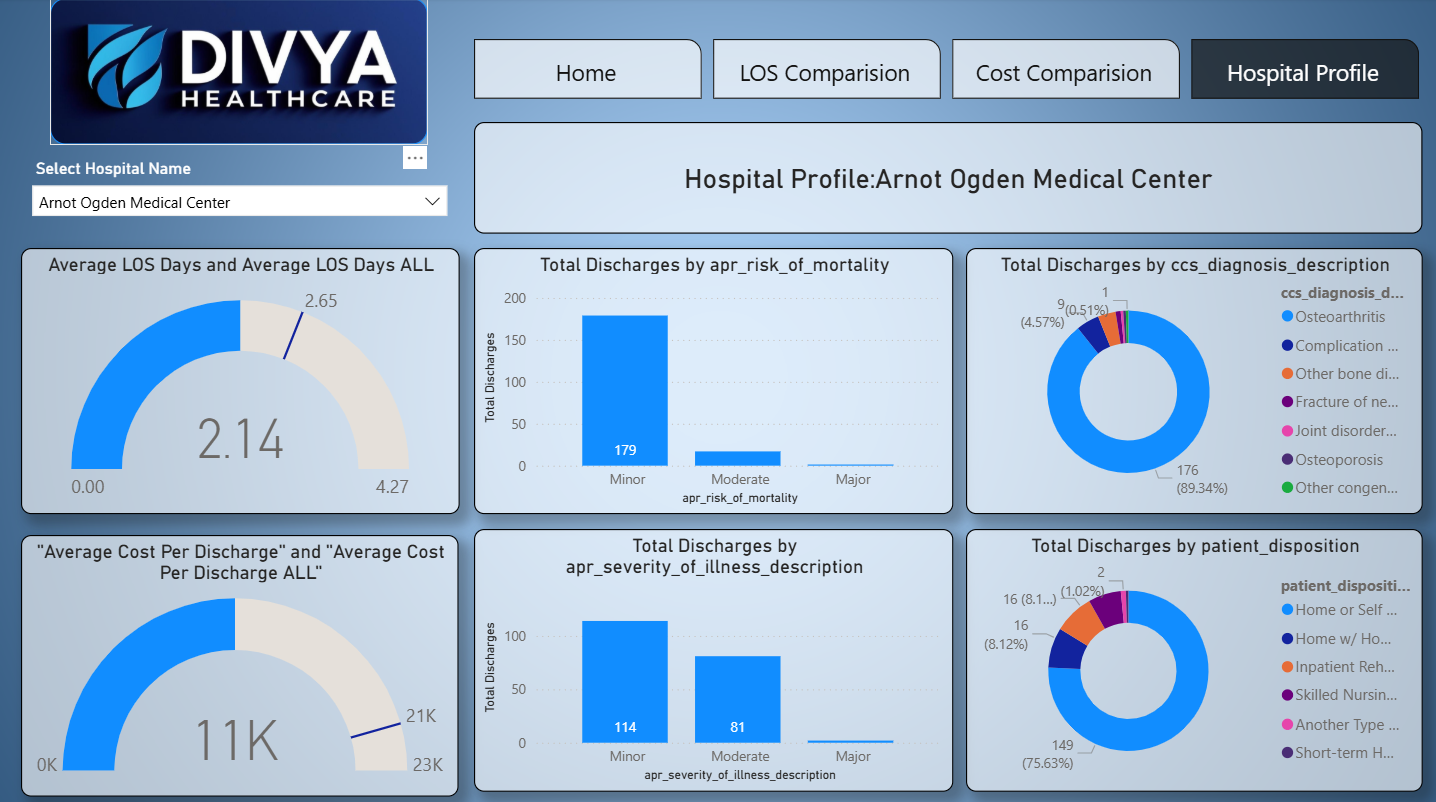 DIVYA
HEALTHCARE
Home
LOS Comparision
Cost Comparision
Hospital Profile
Select Hospital Name
Arnot Ogden Medical Center
Hospital Profile:Arnot Ogden Medical Center
Average LOS Days and Average LOS Days ALL
2.65
2.14
0.00
4.27
Total Discharges by apr_risk_of_mortality
Total Discharges
200
150
100
50
0
179
Minor
Moderate
Major
apr_risk_of_mortality
Total Discharges by ccs_diagnosis_description
1
(0.51%)
9
(4.57%)
176
(89.34%)
ccs_diagnosis_d...
Osteoarthritis
Complication ...
Other bone di...
Fracture of ne...
Joint disorder...
Osteoporosis
Other congen...
"Average Cost Per Discharge" and "Average Cost
Per Discharge ALL"
21K
11K
0K
23K
Total Discharges by
apr_severity_of_illness_description
Total Discharges
100
50
0
114
81
Minor
Moderate
Major
apr_severity_of_illness_description
Total Discharges by patient_disposition
2
(1.02%)
16 (8.1...)
16
(8.12%)
149
(75.63%)
patient_dispositi...
Home or Self ...
Home w/ Ho...
Inpatient Reh...
Skilled Nursin...
Another Type ...
Short-term H...